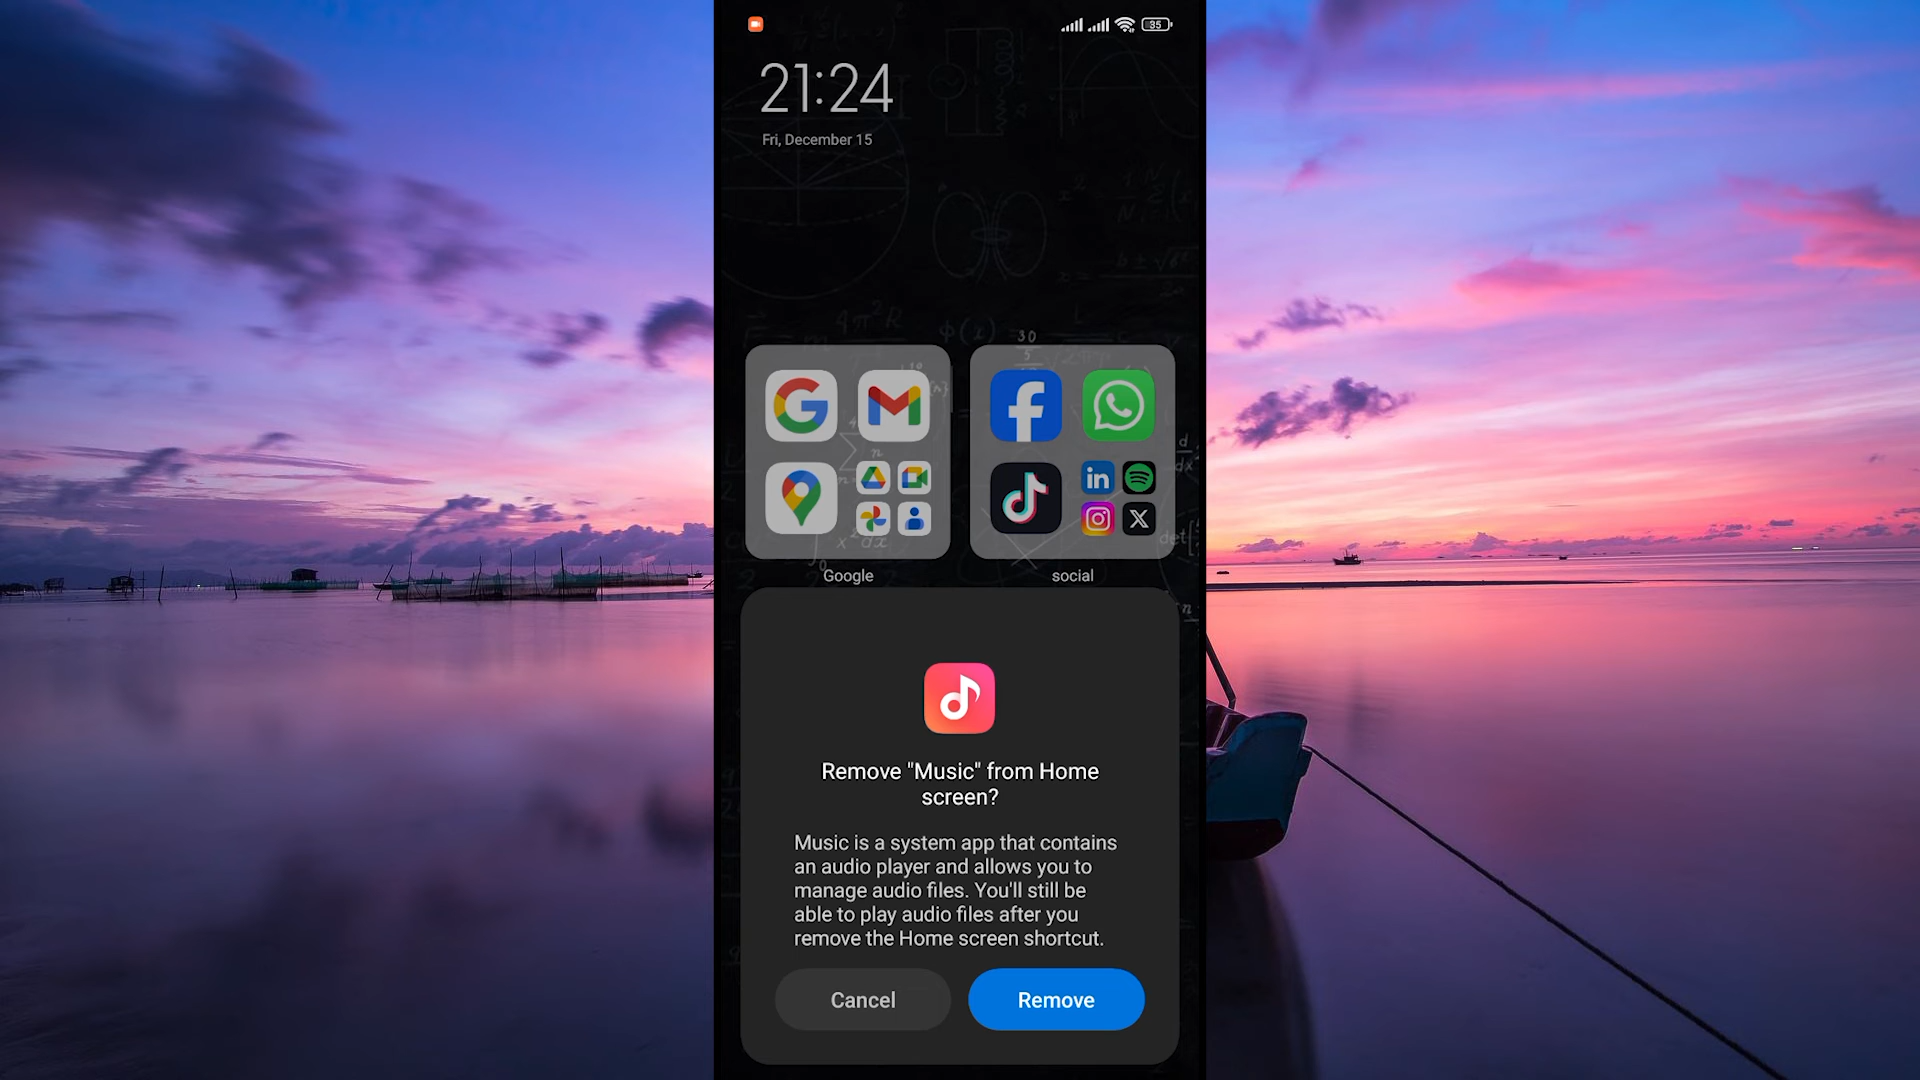 35
21:24
Fri, December 15
Google
social
Remove "Music" from Home
screen?
Music is a system app that contains
an audio player and allows you to
manage audio files. You'll still be
able to play audio files after you
remove the Home screen shortcut.
Cancel
Remove